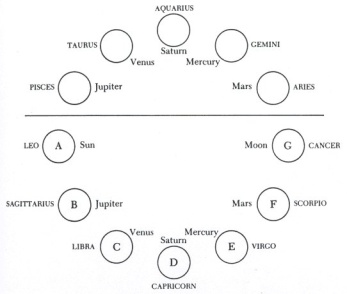 AQUARIUS
TAURUS
GEMINI
Saturn
Venus
Mercury
PISCES
Jupiter
Mars
ARIES
LEO
A
Sun
Moon
G
CANCER
SAGITTARIUS
B
Jupiter
Mars
F
SCORPIO
Venus
Mercury
Saturn
LIBRA
C
E
VIRGO
D
CAPRICORN